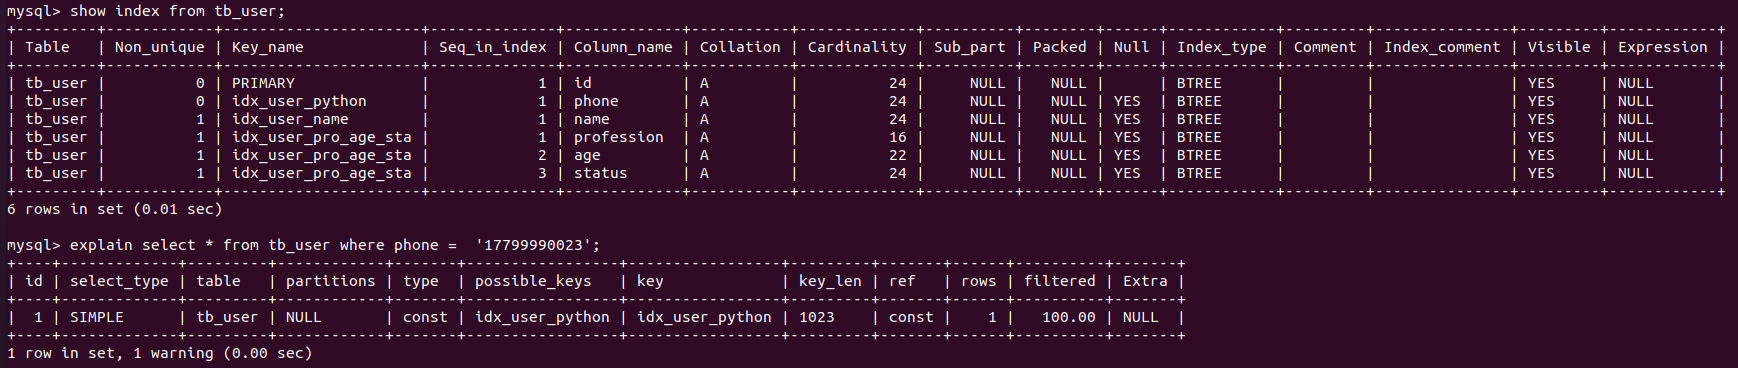 mysql> show index from tb_user;
+---------+------------+----------------------+--------------+-------------+-----------+-------------+----------+--------+------+------------+---------+---------------+---------+------------+
| Table   | Non_unique | Key_name             | Seq_in_index | Column_name | Collation | Cardinality | Sub_part | Packed | Null | Index_type | Comment | Index_comment | Visible | Expression |
+---------+------------+----------------------+--------------+-------------+-----------+-------------+----------+--------+------+------------+---------+---------------+---------+------------+
| tb_user |          0 | PRIMARY              |            1 | id          | A         |          24 |     NULL |   NULL |      | BTREE      |         |               | YES     | NULL       |
| tb_user |          0 | idx_user_python      |            1 | phone       | A         |          24 |     NULL |   NULL | YES  | BTREE      |         |               | YES     | NULL       |
| tb_user |          1 | idx_user_name        |            1 | name        | A         |          24 |     NULL |   NULL | YES  | BTREE      |         |               | YES     | NULL       |
| tb_user |          1 | idx_user_pro_age_sta |            1 | profession  | A         |          16 |     NULL |   NULL | YES  | BTREE      |         |               | YES     | NULL       |
| tb_user |          1 | idx_user_pro_age_sta |            2 | age         | A         |          22 |     NULL |   NULL | YES  | BTREE      |         |               | YES     | NULL       |
| tb_user |          1 | idx_user_pro_age_sta |            3 | status      | A         |          24 |     NULL |   NULL | YES  | BTREE      |         |               | YES     | NULL       |
+---------+------------+----------------------+--------------+-------------+-----------+-------------+----------+--------+------+------------+---------+---------------+---------+------------+
6 rows in set (0.01 sec)

mysql> explain select * from tb_user where phone =  '17799990023';
+----+-------------+---------+------------+-------+-----------------+-----------------+---------+-------+------+----------+-------+
| id | select_type | table   | partitions | type  | possible_keys   | key             | key_len | ref   | rows | filtered | Extra |
+----+-------------+---------+------------+-------+-----------------+-----------------+---------+-------+------+----------+-------+
|  1 | SIMPLE      | tb_user | NULL       | const | idx_user_python | idx_user_python | 1023    | const |    1 |   100.00 | NULL  |
+----+-------------+---------+------------+-------+-----------------+-----------------+---------+-------+------+----------+-------+
1 row in set, 1 warning (0.00 sec)